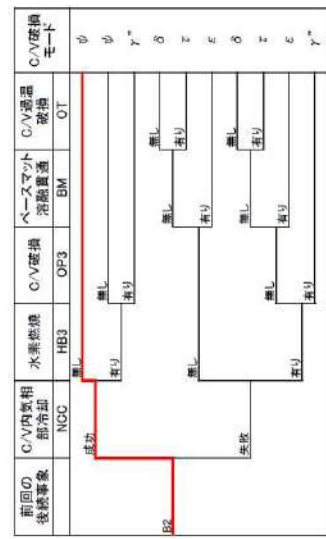 前回の
後続事象
C/V内気相
部冷却
NCC
水素燃焼
HB3
C/V破損
OP3
ベースマット
溶融貫通
BM
C/V過温
破損
OT
C/V破損
モード
B2
成功
失敗
無し
有り
無し
有り
無し
有り
無し
有り
無し
有り
無し
有り
無し
有り
無し
有り
ψ
ψ
γ"
δ
τ
ε
δ
τ
ε
γ"